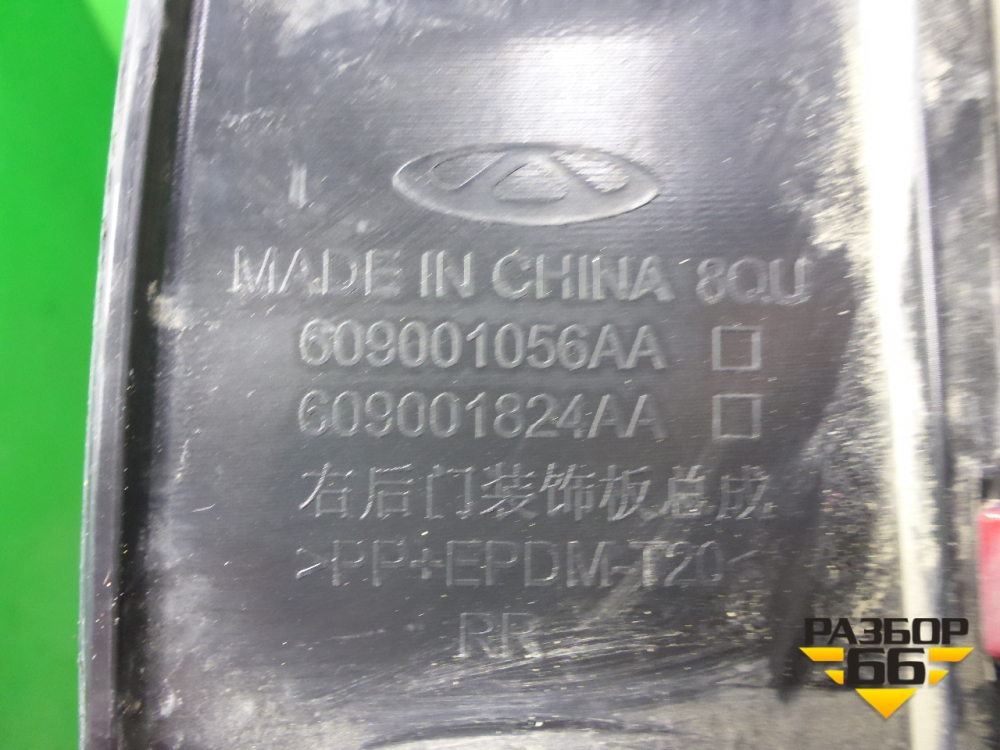 MADE IN CHINA 8QU
609001056AA
609001824AA
右后门装饰板总成
>PP+EPDM-T20<
RR
РАЗБОР
66